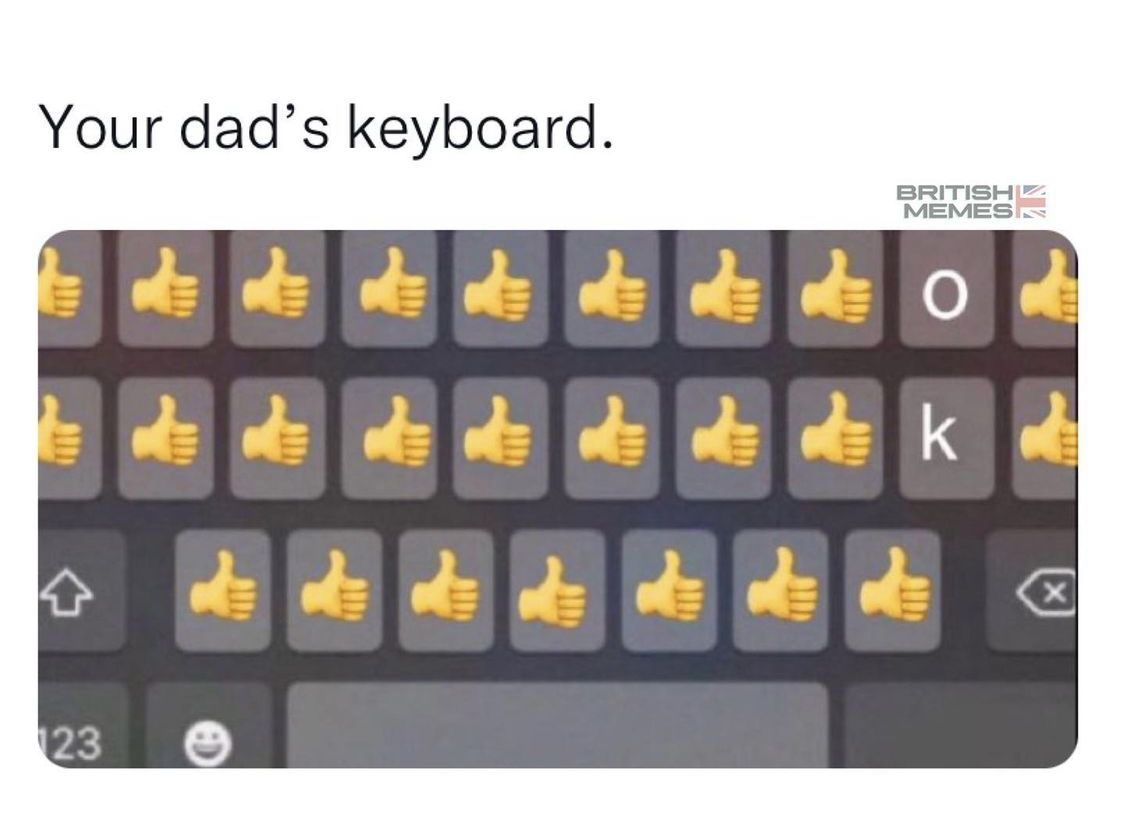 Your dad’s keyboard.
BRITISH
MEMES
👍 👍 👍 👍 👍 👍 👍 👍 o 👍
👍 👍 👍 👍 👍 👍 👍 👍 k 👍
👍 👍 👍 👍 👍 👍 👍
123